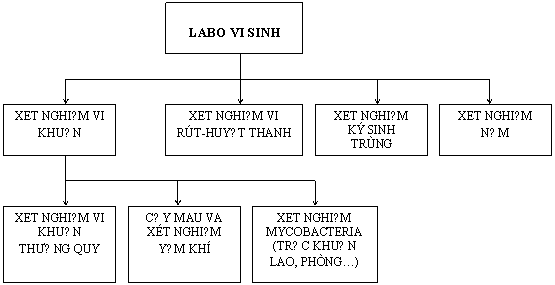 LABO VI SINH
XET NGHI?M VI
KHU? N
XET NGHI?M VI
RÚT-HUY? T THANH
XET NGHI?M
KÝ SINH
TRÙNG
XET NGHI?M
N? M
XET NGHI?M VI
KHU? N
THƯ? NG QUY
C? Y MAU VA
XÉT NGHI?M
Y? M KHÍ
XET NGHI?M
MYCOBACTERIA
(TR? C KHU? N
LAO, PHÒNG…)